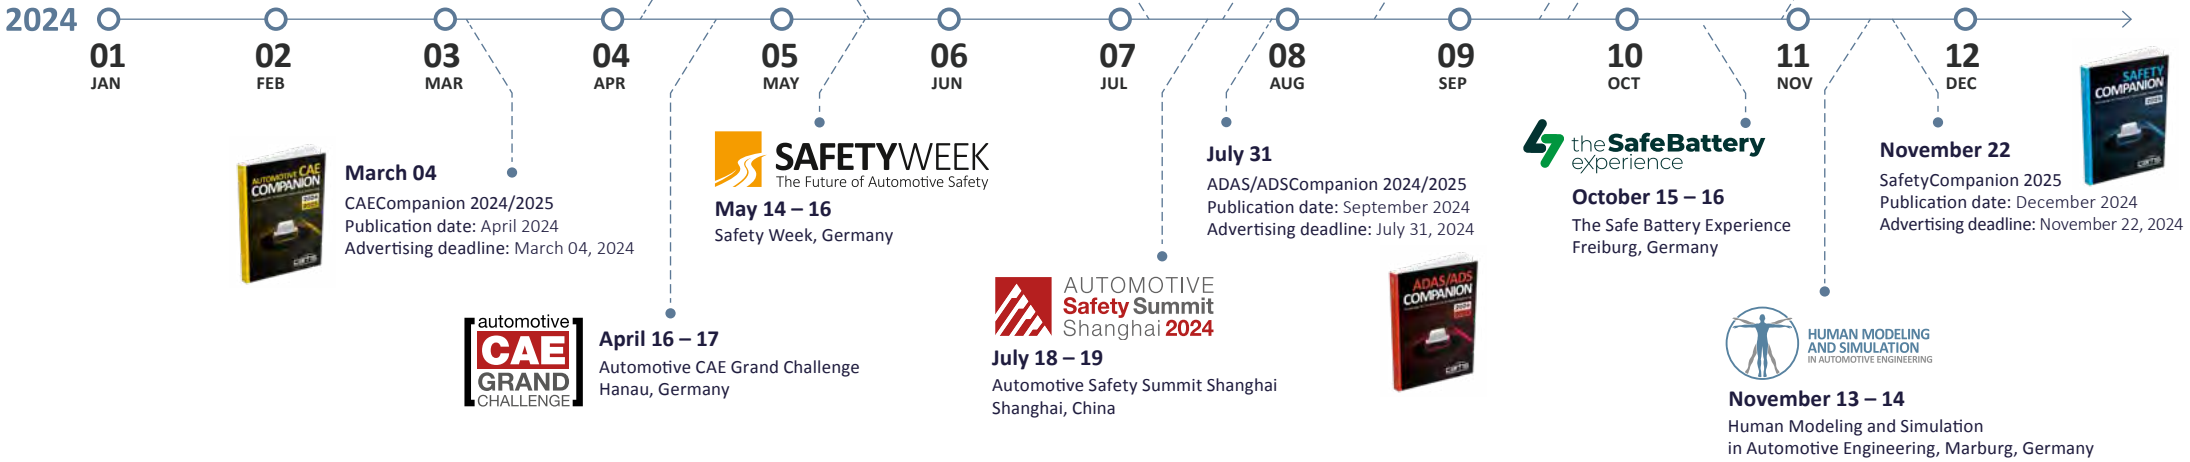 2024
01
JAN
02
FEB
03
MAR
04
APR
05
MAY
06
JUN
07
JUL
08
AUG
09
SEP
10
OCT
11
NOV
12
DEC
AUTOMOTIVE CAE
COMPANION
March 04
CAECompanion 2024/2025
Publication date: April 2024
Advertising deadline: March 04, 2024
automotive
CAE
GRAND
CHALLENGE
April 16 – 17
Automotive CAE Grand Challenge
Hanau, Germany
SAFETYWEEK
The Future of Automotive Safety
May 14 – 16
Safety Week, Germany
AUTOMOTIVE
Safety Summit
Shanghai 2024
July 18 – 19
Automotive Safety Summit Shanghai
Shanghai, China
July 31
ADAS/ADSCompanion 2024/2025
Publication date: September 2024
Advertising deadline: July 31, 2024
ADAS/ADS
COMPANION
the SafeBattery
experience
October 15 – 16
The Safe Battery Experience
Freiburg, Germany
HUMAN MODELING
AND SIMULATION
IN AUTOMOTIVE ENGINEERING
November 13 – 14
Human Modeling and Simulation
in Automotive Engineering, Marburg, Germany
November 22
SafetyCompanion 2025
Publication date: December 2024
Advertising deadline: November 22, 2024
SAFETY
COMPANION